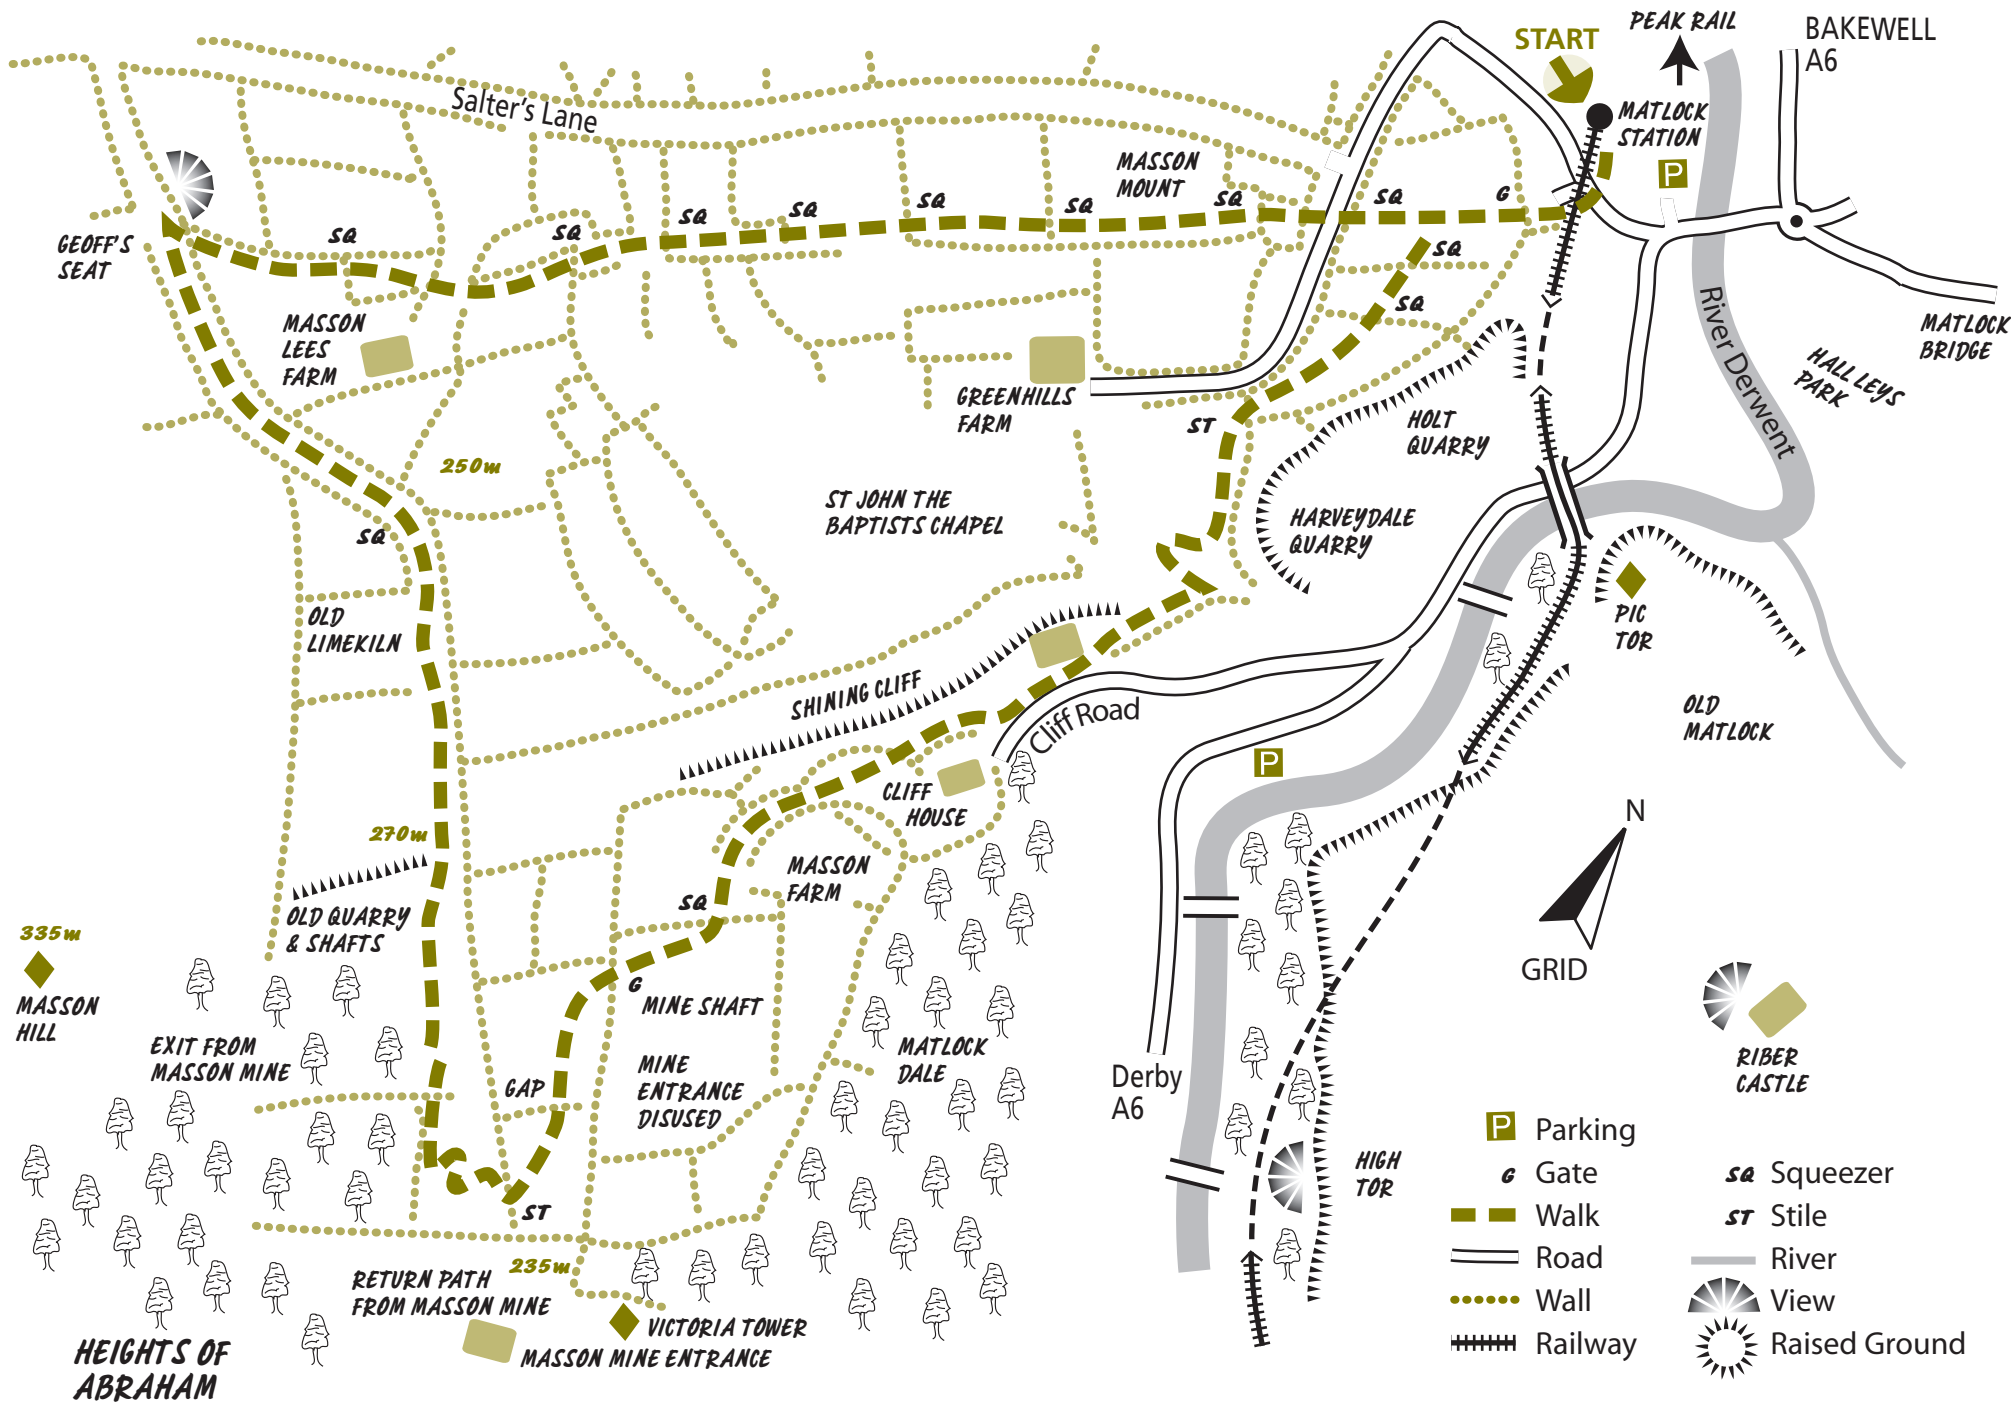 PEAK RAIL
BAKEWELL
A6
START
Salter's Lane
MATLOCK
STATION
P
MASSON
MOUNT
SQ
SQ
SQ
SQ
SQ
SQ
SQ
SQ
G
GEOFF'S
SEAT
SQ
SQ
River Derwent
MATLOCK
BRIDGE
HALL LEYS
PARK
MASSON
LEES
FARM
GREENHILLS
FARM
ST
HOLT
QUARRY
250m
SQ
ST JOHN THE
BAPTISTS CHAPEL
HARVEYDALE
QUARRY
OLD
LIMEKILN
PIC
TOR
SHINING CLIFF
Cliff Road
OLD
MATLOCK
P
CLIFF
HOUSE
270m
MASSON
FARM
SQ
N
GRID
OLD QUARRY
& SHAFTS
335m
MASSON
HILL
G
MINE SHAFT
EXIT FROM
MASSON MINE
GAP
MINE
ENTRANCE
DISUSED
MATLOCK
DALE
Derby
A6
RIBER
CASTLE
HIGH
TOR
ST
235m
RETURN PATH
FROM MASSON MINE
VICTORIA TOWER
MASSON MINE ENTRANCE
HEIGHTS OF
ABRAHAM
P Parking
G Gate
SQ Squeezer
Walk
ST Stile
Road
River
Wall
View
Railway
Raised Ground